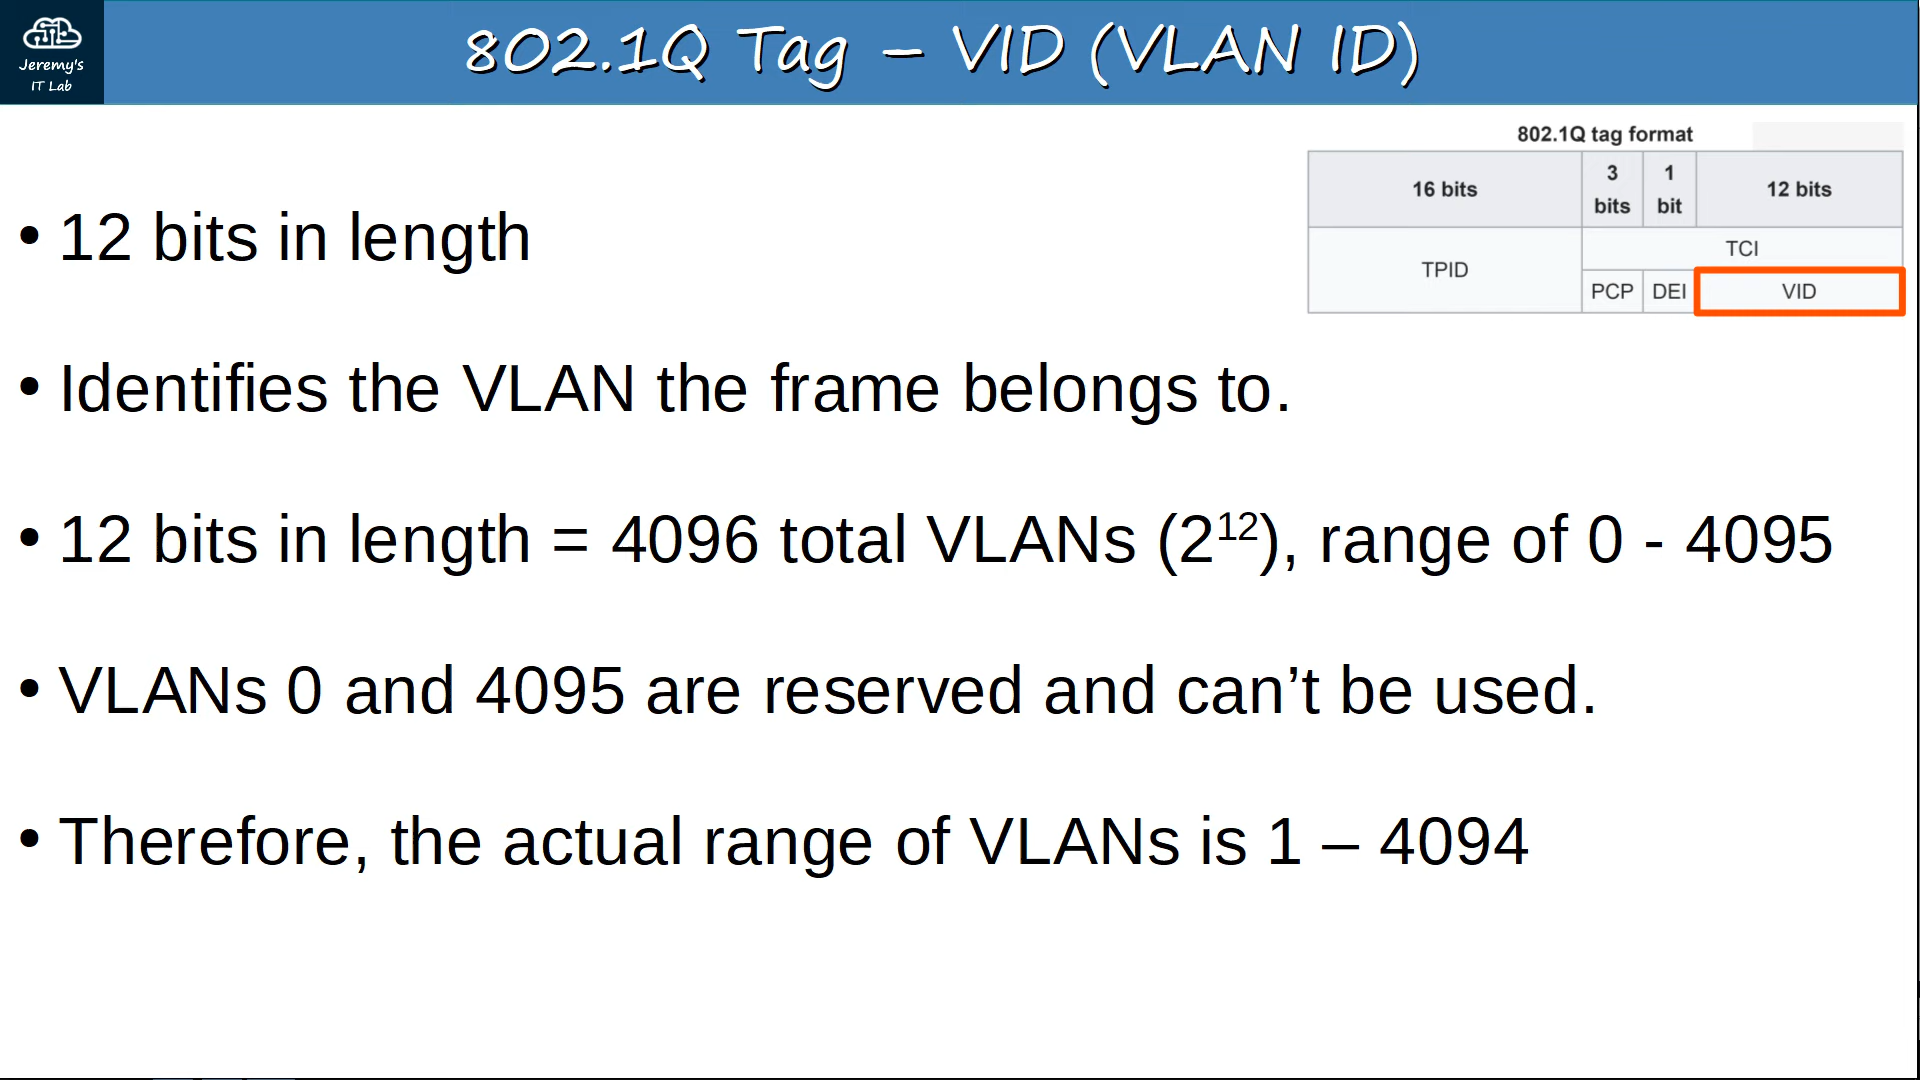 Jeremy's
IT Lab
802.1Q Tag – VID (VLAN ID)
802.1Q tag format
16 bits
3 bits
1 bit
12 bits
TPID
TCI
PCP
DEI
VID
• 12 bits in length
• Identifies the VLAN the frame belongs to.
• 12 bits in length = 4096 total VLANs (2¹²), range of 0 - 4095
• VLANs 0 and 4095 are reserved and can’t be used.
• Therefore, the actual range of VLANs is 1 – 4094